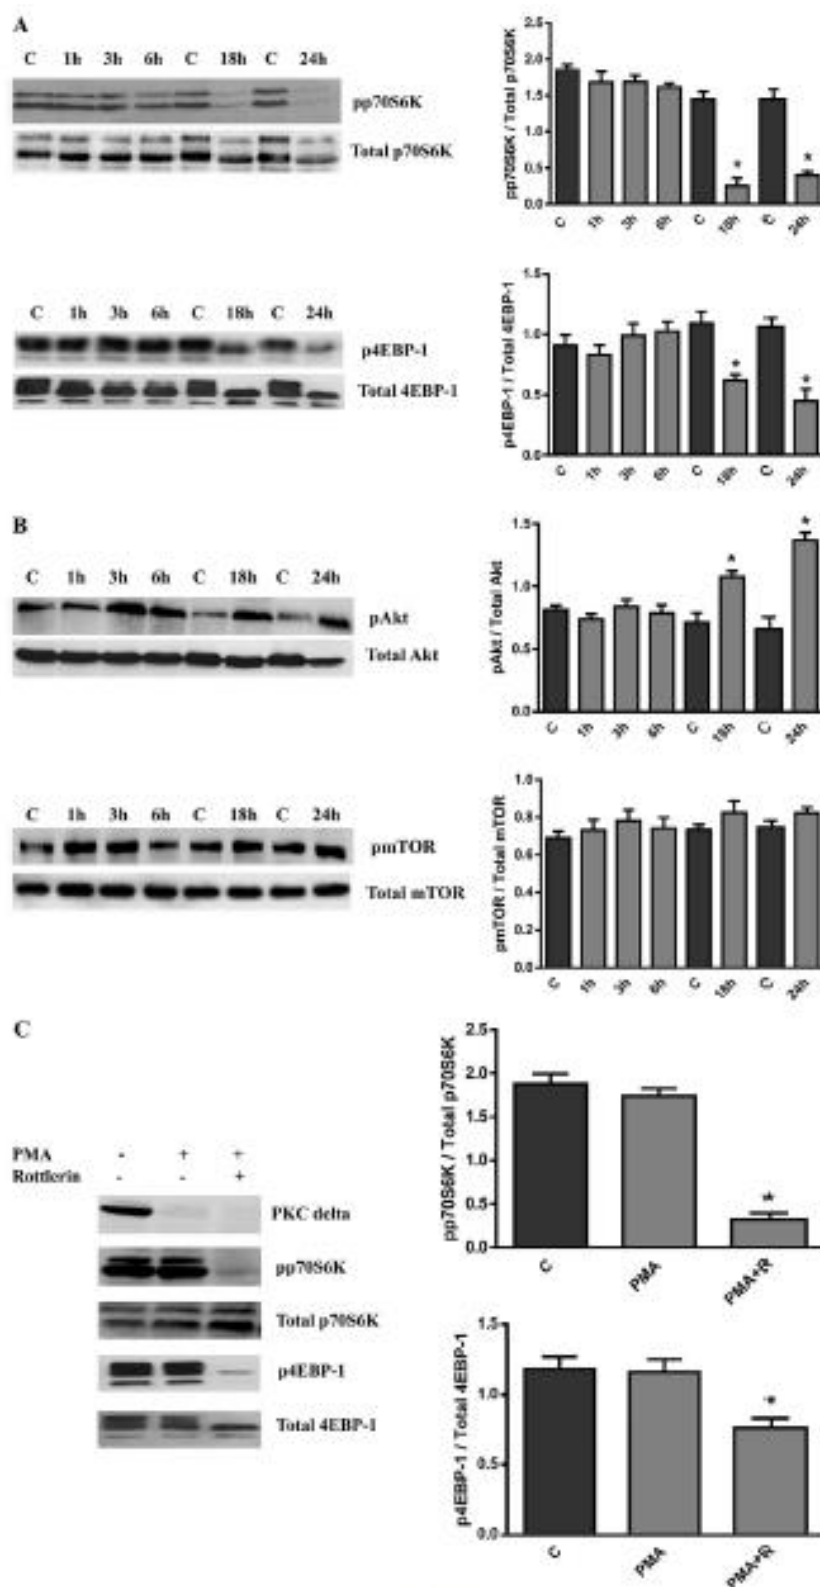 A
C 1h 3h 6h C 18h C 24h
pp70S6K
Total p70S6K
pp70S6K / Total p70S6K
2.0
1.5
1.0
0.5
0.0
C 1h 3h 6h C 18h C 24h
* *
C 1h 3h 6h C 18h C 24h
p4EBP-1
Total 4EBP-1
p4EBP-1 / Total 4EBP-1
1.5
1.0
0.5
0.0
C 1h 3h 6h C 18h C 24h
* *
B
C 1h 3h 6h C 18h C 24h
pAkt
Total Akt
pAkt / Total Akt
1.5
1.0
0.5
0.0
C 1h 3h 6h C 18h C 24h
* *
C 1h 3h 6h C 18h C 24h
pmTOR
Total mTOR
pmTOR / Total mTOR
0.8
0.6
0.4
0.2
0.0
C 1h 3h 6h C 18h C 24h
C
PMA - + +
Rottlerin - - +
PKC delta
pp70S6K
Total p70S6K
p4EBP-1
Total 4EBP-1
pp70S6K / Total p70S6K
2.5
2.0
1.5
1.0
0.5
0.0
C PMA PMA+R
*
p4EBP-1 / Total 4EBP-1
1.5
1.0
0.5
0.0
C PMA PMA+R
*